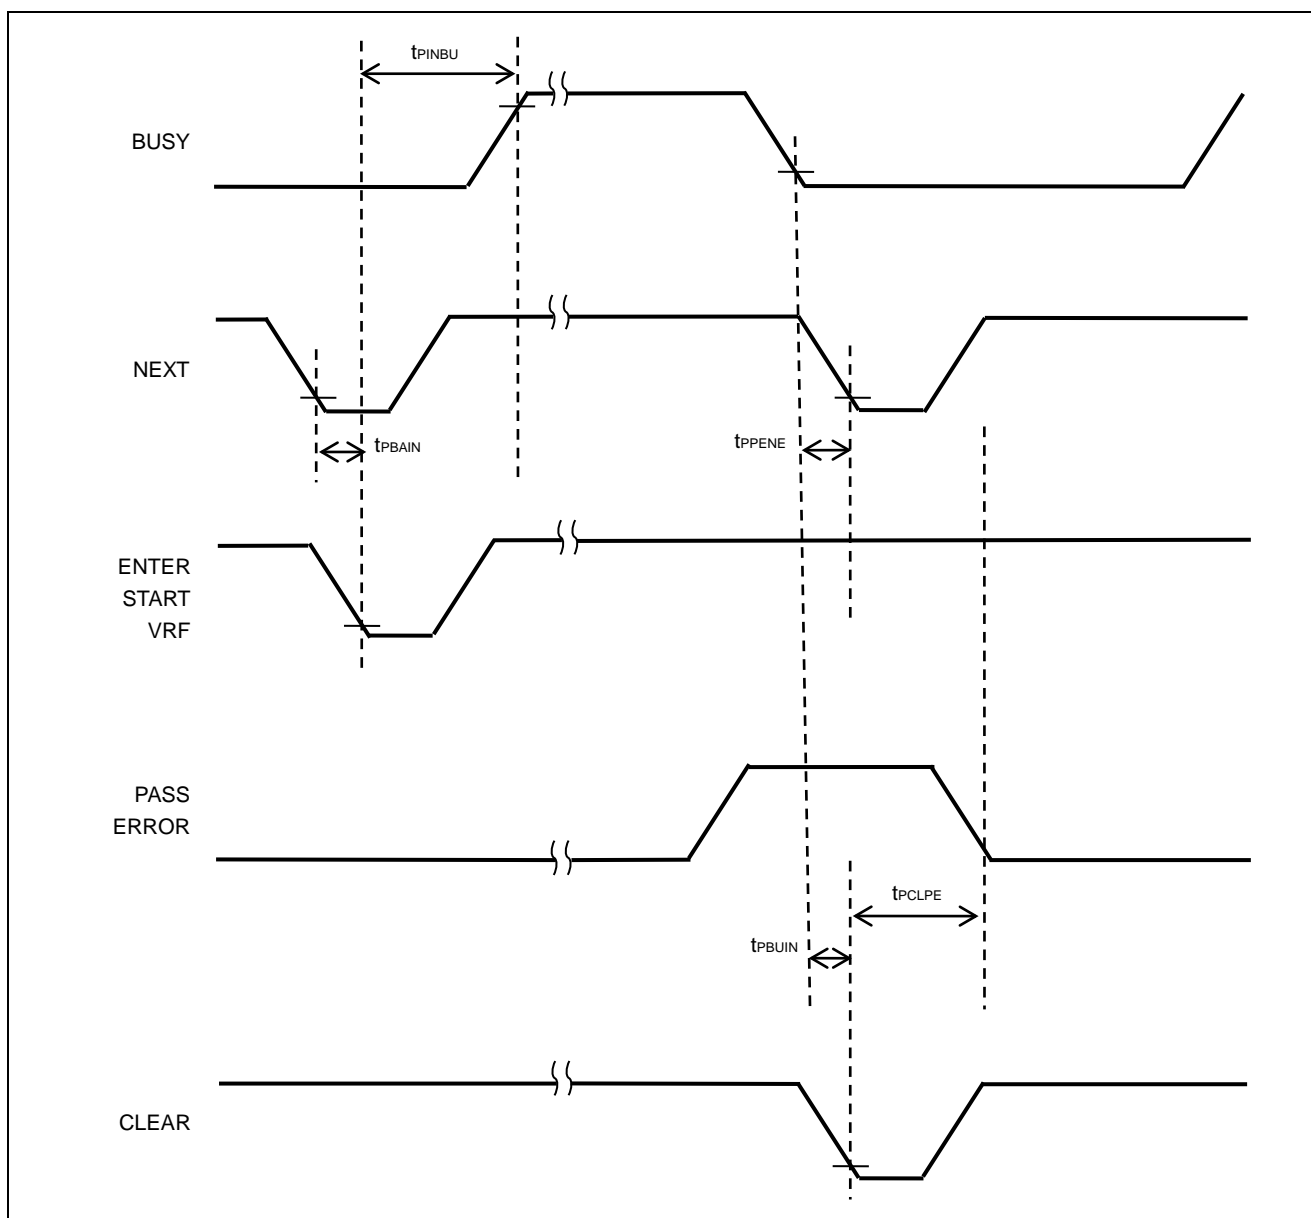 tPINBU
BUSY
NEXT
tPBAIN
tPPENE
ENTER
START
VRF
PASS
ERROR
tPCLPE
tPBUIN
CLEAR